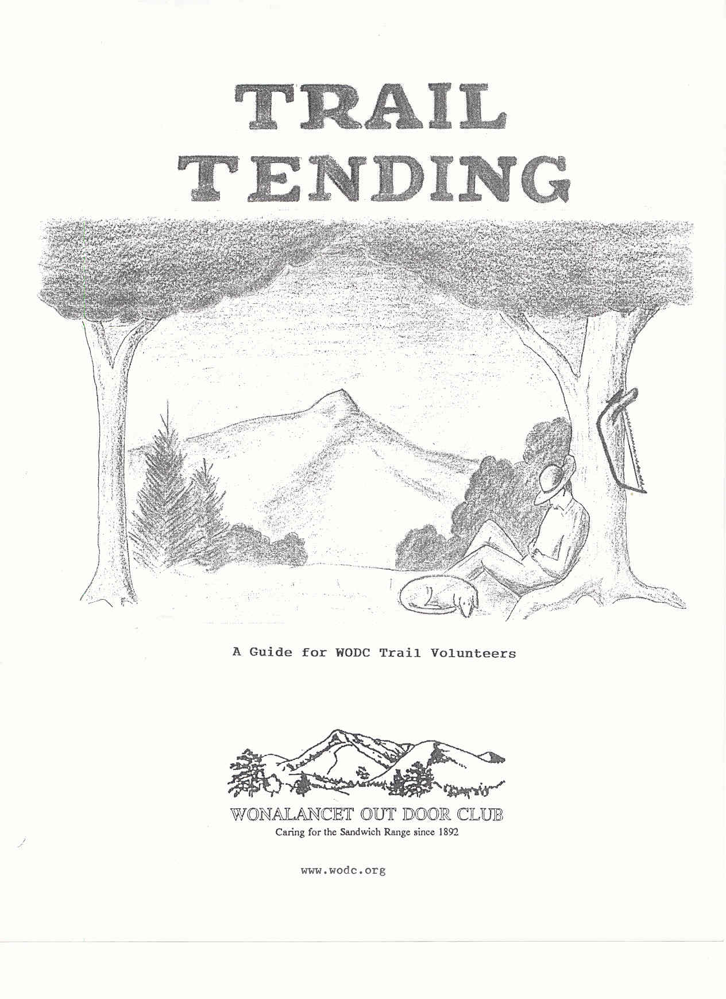 TRAIL
TENDING
A Guide for WODC Trail Volunteers
WONALANCET OUT DOOR CLUB
Caring for the Sandwich Range since 1892
www.wodc.org